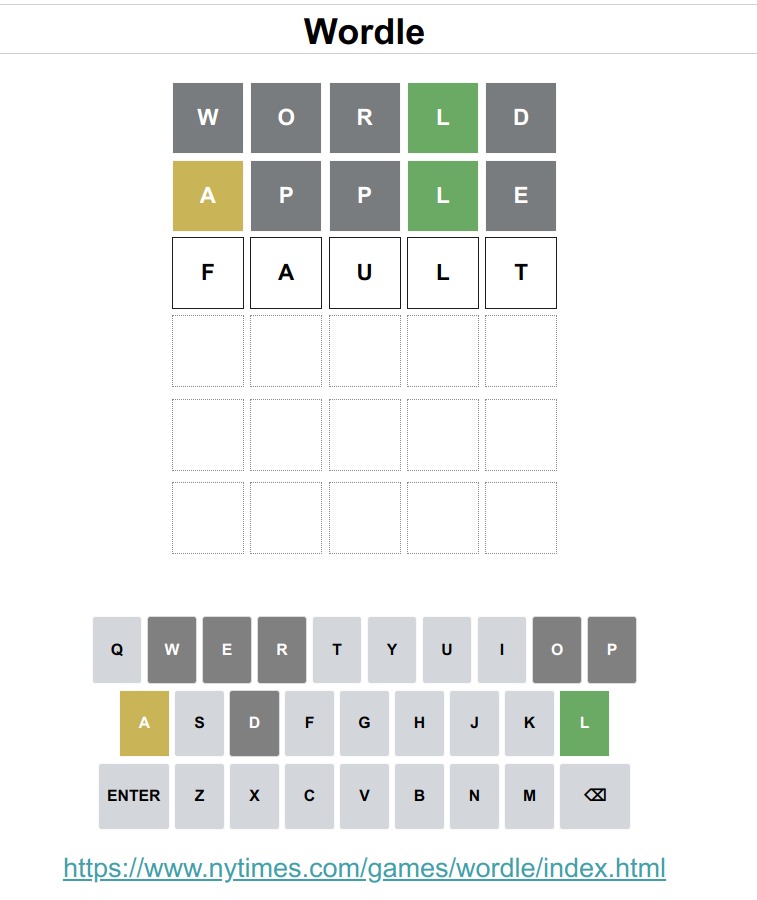 Wordle
W O R L D
A P P L E
F A U L T
Q W E R T Y U I O P
A S D F G H J K L
ENTER Z X C V B N M ⌫
https://www.nytimes.com/games/wordle/index.html